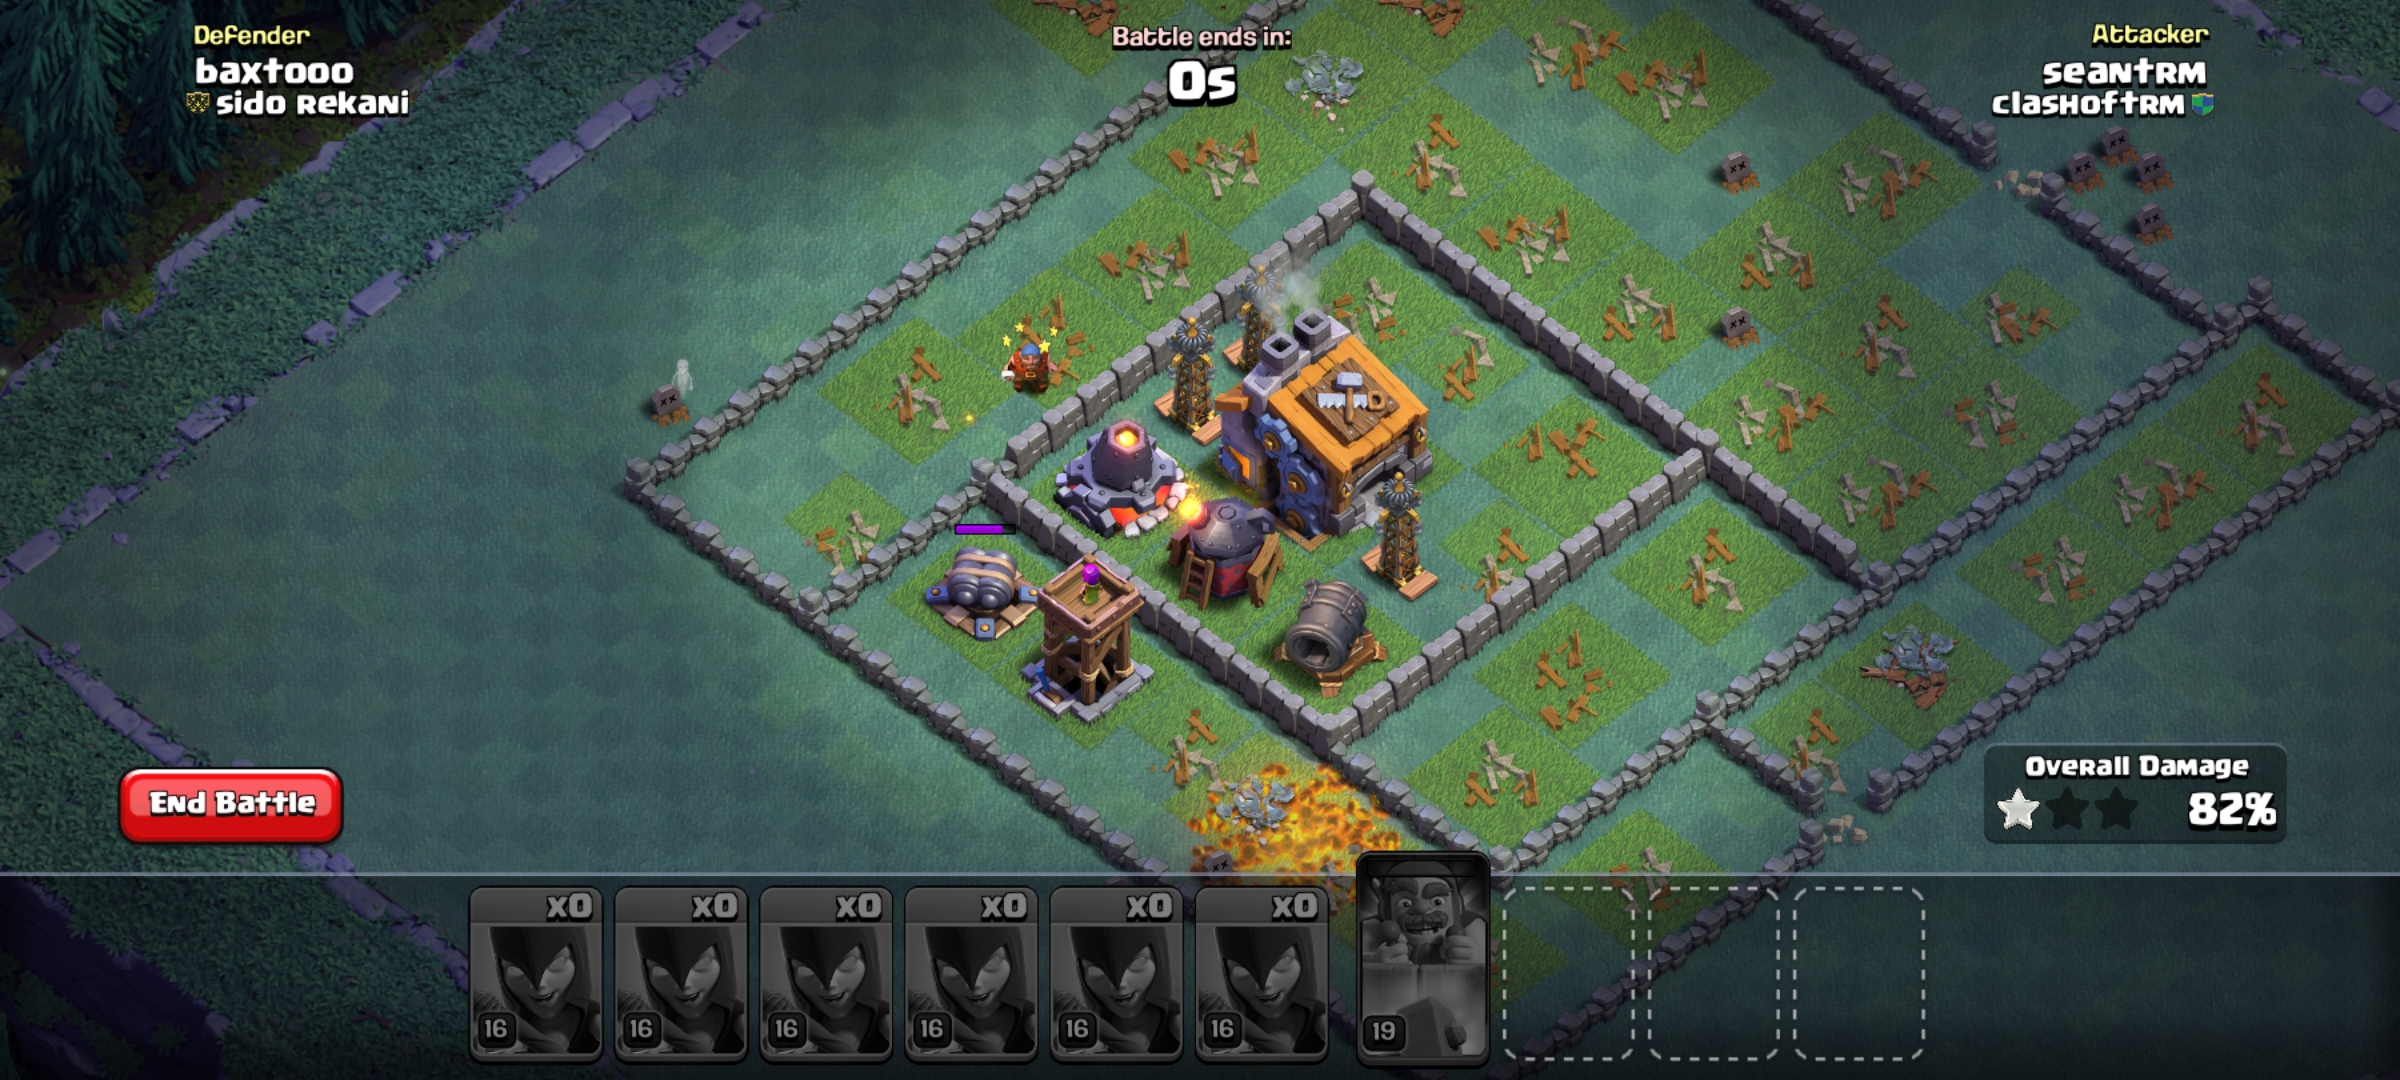 Defender
baxtooo
sido Rekani
Battle ends in:
0s
Attacker
seantRM
clashoftRM
End Battle
Overall Damage
82%
x0
x0
x0
x0
x0
x0
16
16
16
16
16
16
19